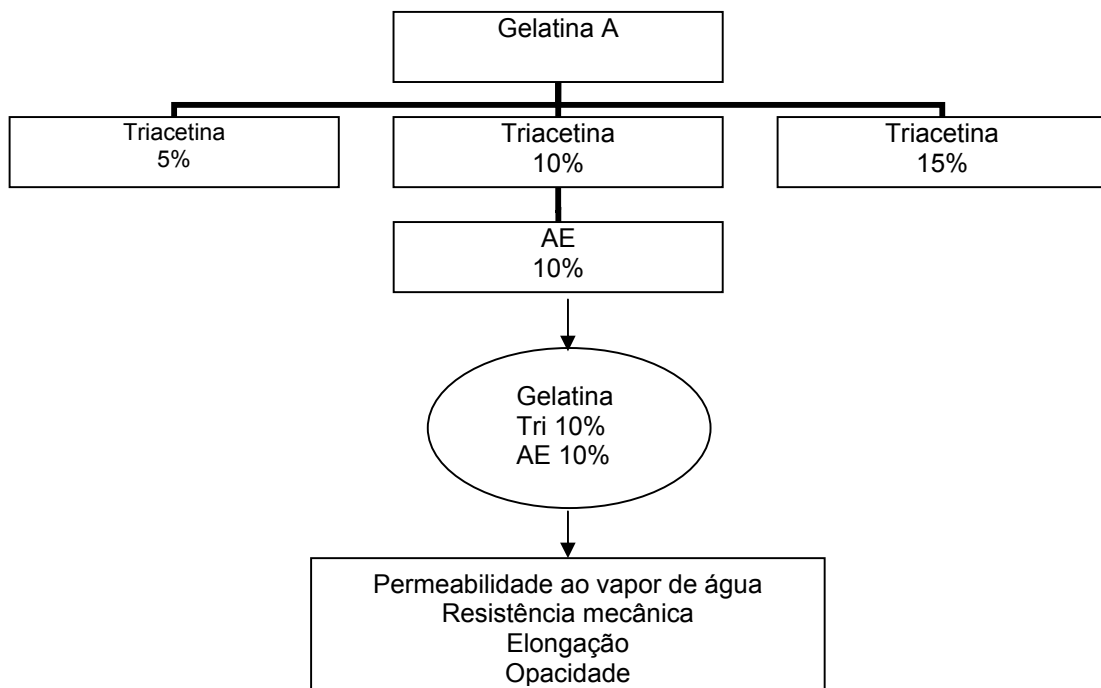 Gelatina A
Triacetina
5%
Triacetina
10%
Triacetina
15%
AE
10%
Gelatina
Tri 10%
AE 10%
Permeabilidade ao vapor de água
Resistência mecânica
Elongação
Opacidade